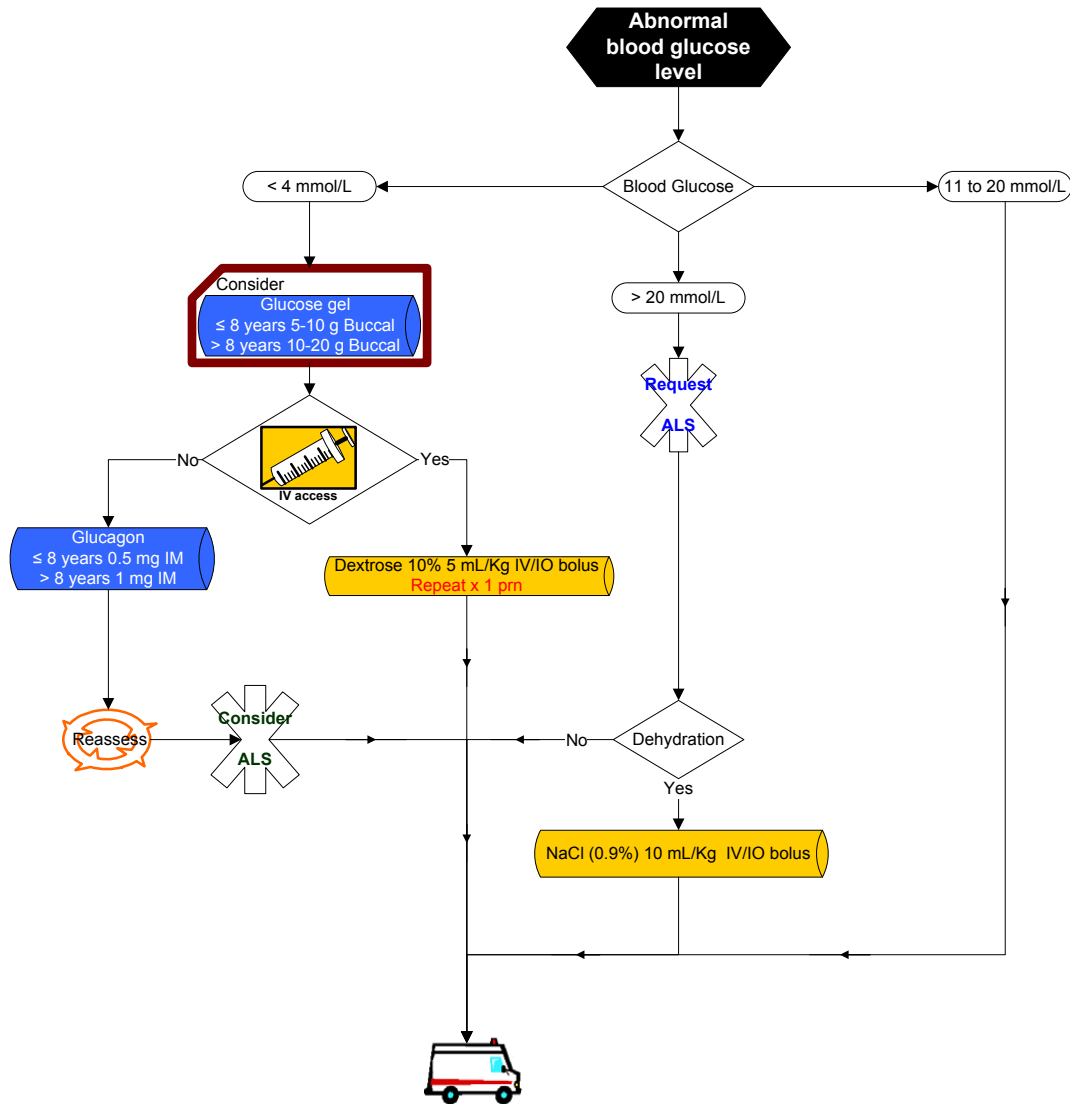 Abnormal
blood glucose
level
Blood Glucose
< 4 mmol/L
11 to 20 mmol/L
> 20 mmol/L
Consider
Glucose gel
≤ 8 years 5-10 g Buccal
> 8 years 10-20 g Buccal
Request
ALS
No
Yes
IV access
Glucagon
≤ 8 years 0.5 mg IM
> 8 years 1 mg IM
Dextrose 10% 5 mL/Kg IV/IO bolus
Repeat x 1 prn
Reassess
Consider
ALS
No
Dehydration
Yes
NaCl (0.9%) 10 mL/Kg IV/IO bolus